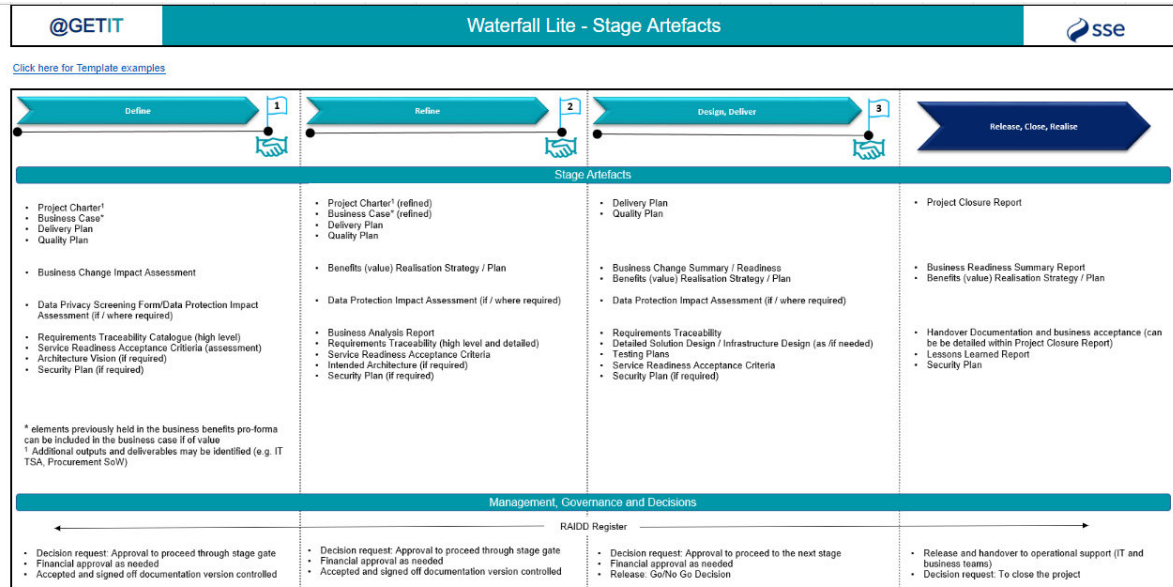 @GETIT
Waterfall Lite - Stage Artefacts
sse
Click here for Template examples
Define
1
Refine
2
Design, Deliver
3
Release, Close, Realise
Stage Artefacts
• Project Charter¹
• Business Case*
• Delivery Plan
• Quality Plan
• Business Change Impact Assessment
• Data Privacy Screening Form/Data Protection Impact
Assessment (if / where required)
• Requirements Traceability Catalogue (high level)
• Service Readiness Acceptance Critieria (assessment)
• Architecture Vision (if required)
• Security Plan (if required)
* elements previously held in the business benefits pro-forma
can be included in the business case if of value
¹ Additional outputs and deliverables may be identified (e.g. IT
TSA, Procurement SoW)
• Project Charter¹ (refined)
• Business Case* (refined)
• Delivery Plan
• Quality Plan
• Benefits (value) Realisation Strategy / Plan
• Data Protection Impact Assessment (if / where required)
• Business Analysis Report
• Requirements Traceability (high level and detailed)
• Service Readiness Acceptance Criteria
• Intended Architecture (if required)
• Security Plan (if required)
• Delivery Plan
• Quality Plan
• Business Change Summary / Readiness
• Benefits (value) Realisation Strategy / Plan
• Data Protection Impact Assessment (if / where required)
• Requirements Traceability
• Detailed Solution Design / Infrastructure Design (as /if needed)
• Testing Plans
• Service Readiness Acceptance Criteria
• Security Plan (if required)
• Project Closure Report
• Business Readiness Summary Report
• Benefits (value) Realisation Strategy / Plan
• Handover Documentation and business acceptance (can
be be detailed within Project Closure Report)
• Lessons Learned Report
• Security Plan
Management, Governance and Decisions
RAIDD Register
• Decision request: Approval to proceed through stage gate
• Financial approval as needed
• Accepted and signed off documentation version controlled
• Decision request: Approval to proceed through stage gate
• Financial approval as needed
• Accepted and signed off documentation version controlled
• Decision request: Approval to proceed to the next stage
• Financial approval as needed
• Release: Go/No Go Decision
• Release and handover to operational support (IT and
business teams)
• Decision request: To close the project